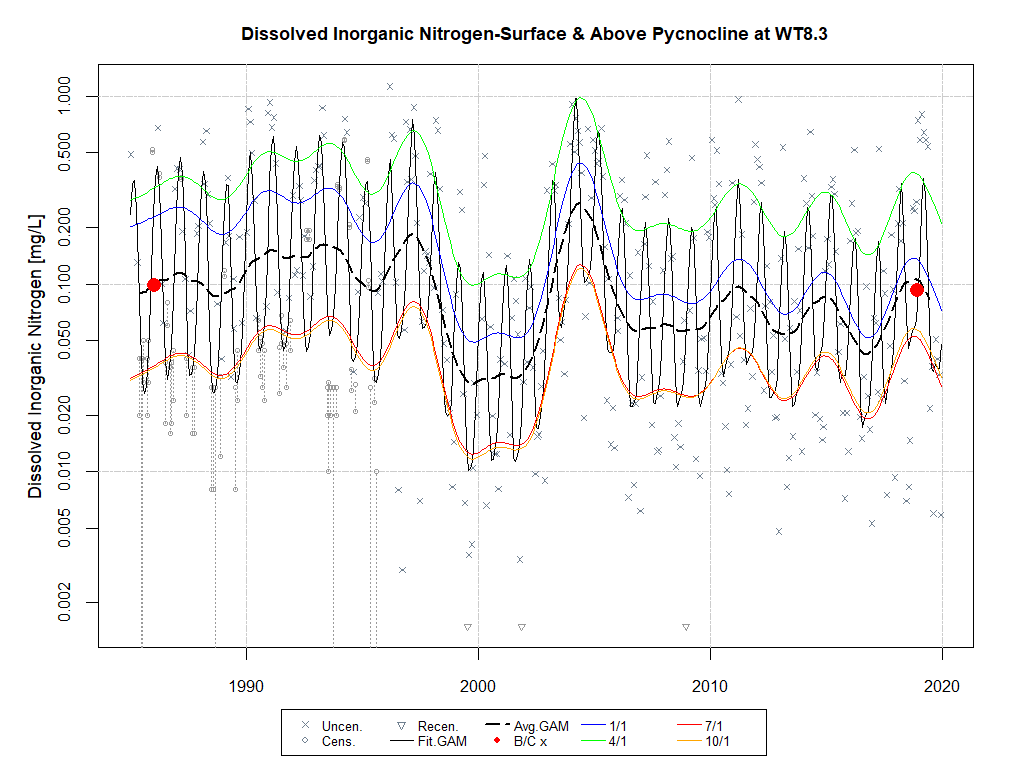 Dissolved Inorganic Nitrogen-Surface & Above Pycnocline at WT8.3
Dissolved Inorganic Nitrogen [mg/L]
1.000
0.500
0.200
0.100
0.050
0.020
0.010
0.005
0.002
1990 2000 2010 2020
Uncen. Recen. Avg.GAM 1/1 7/1
Cens. Fit.GAM B/C x 4/1 10/1